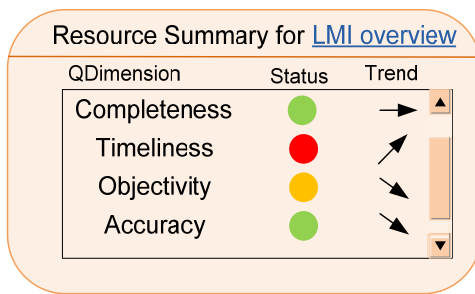 Resource Summary for LMI overview
QDimension Status Trend
Completeness
Timeliness
Objectivity
Accuracy